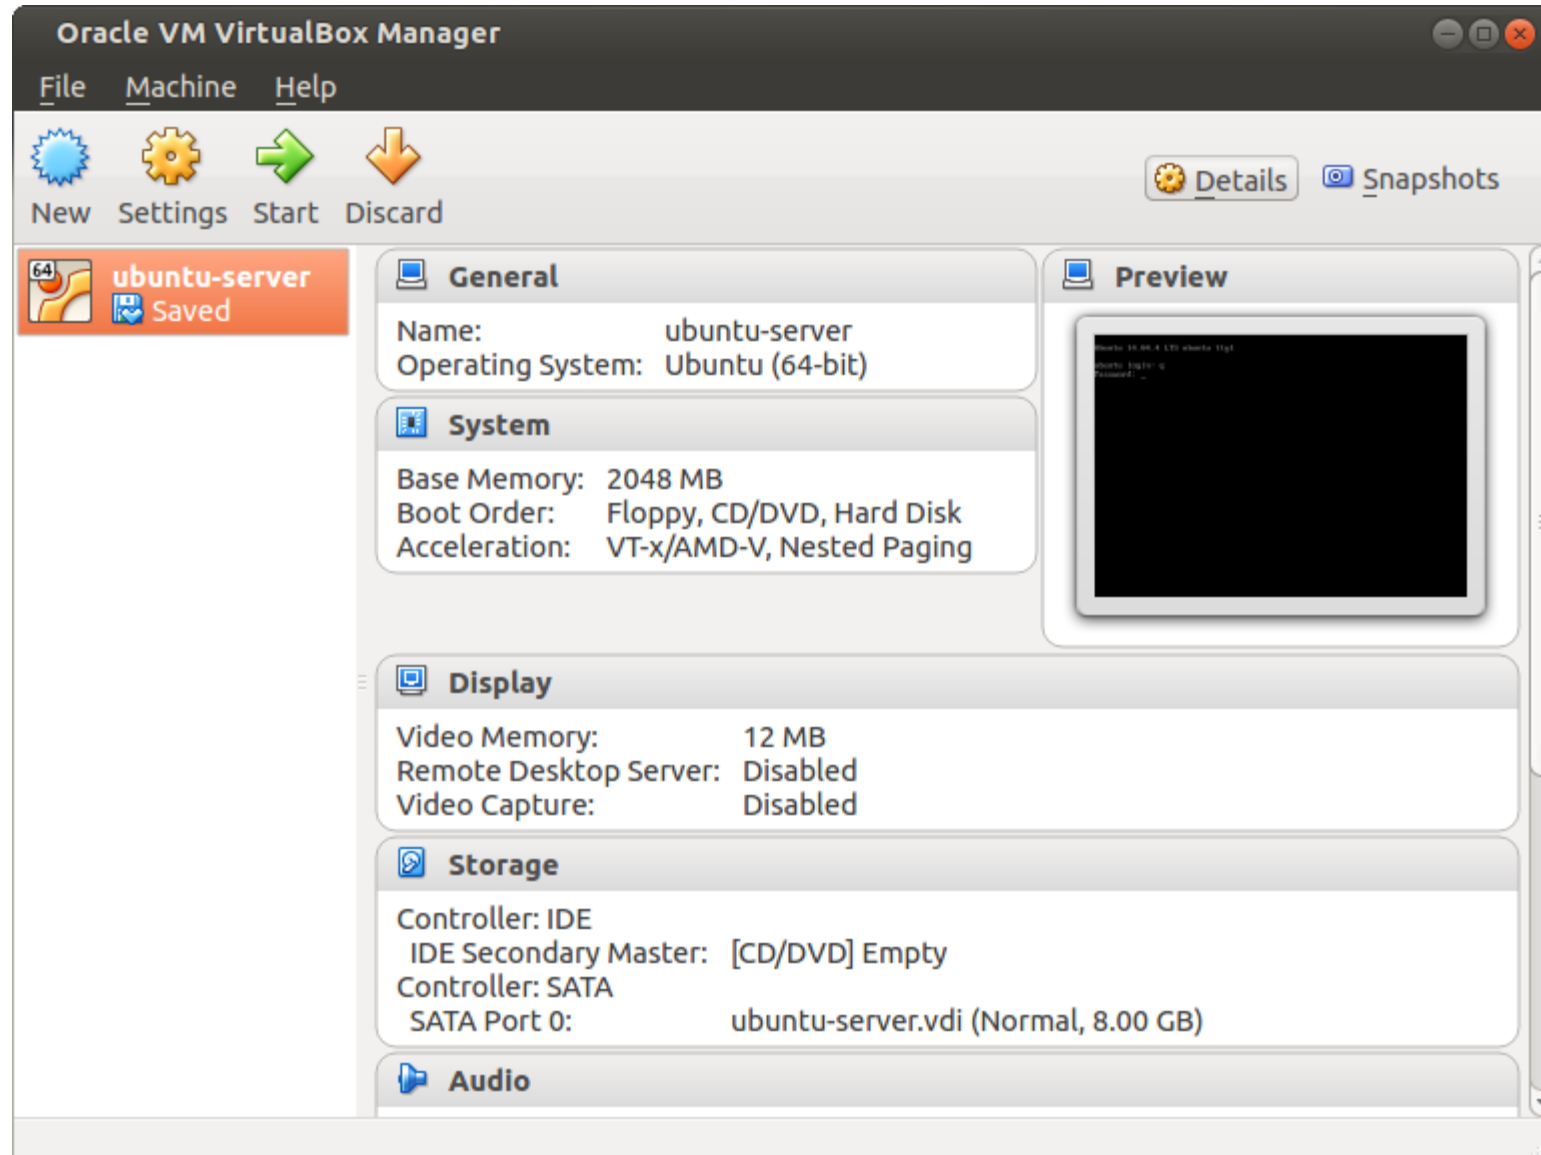 Oracle VM VirtualBox Manager
File Machine Help
New Settings Start Discard
Details Snapshots
64
ubuntu-server
Saved
General
Name: ubuntu-server
Operating System: Ubuntu (64-bit)
Preview
Password: _
System
Base Memory: 2048 MB
Boot Order: Floppy, CD/DVD, Hard Disk
Acceleration: VT-x/AMD-V, Nested Paging
Display
Video Memory: 12 MB
Remote Desktop Server: Disabled
Video Capture: Disabled
Storage
Controller: IDE
IDE Secondary Master: [CD/DVD] Empty
Controller: SATA
SATA Port 0: ubuntu-server.vdi (Normal, 8.00 GB)
Audio